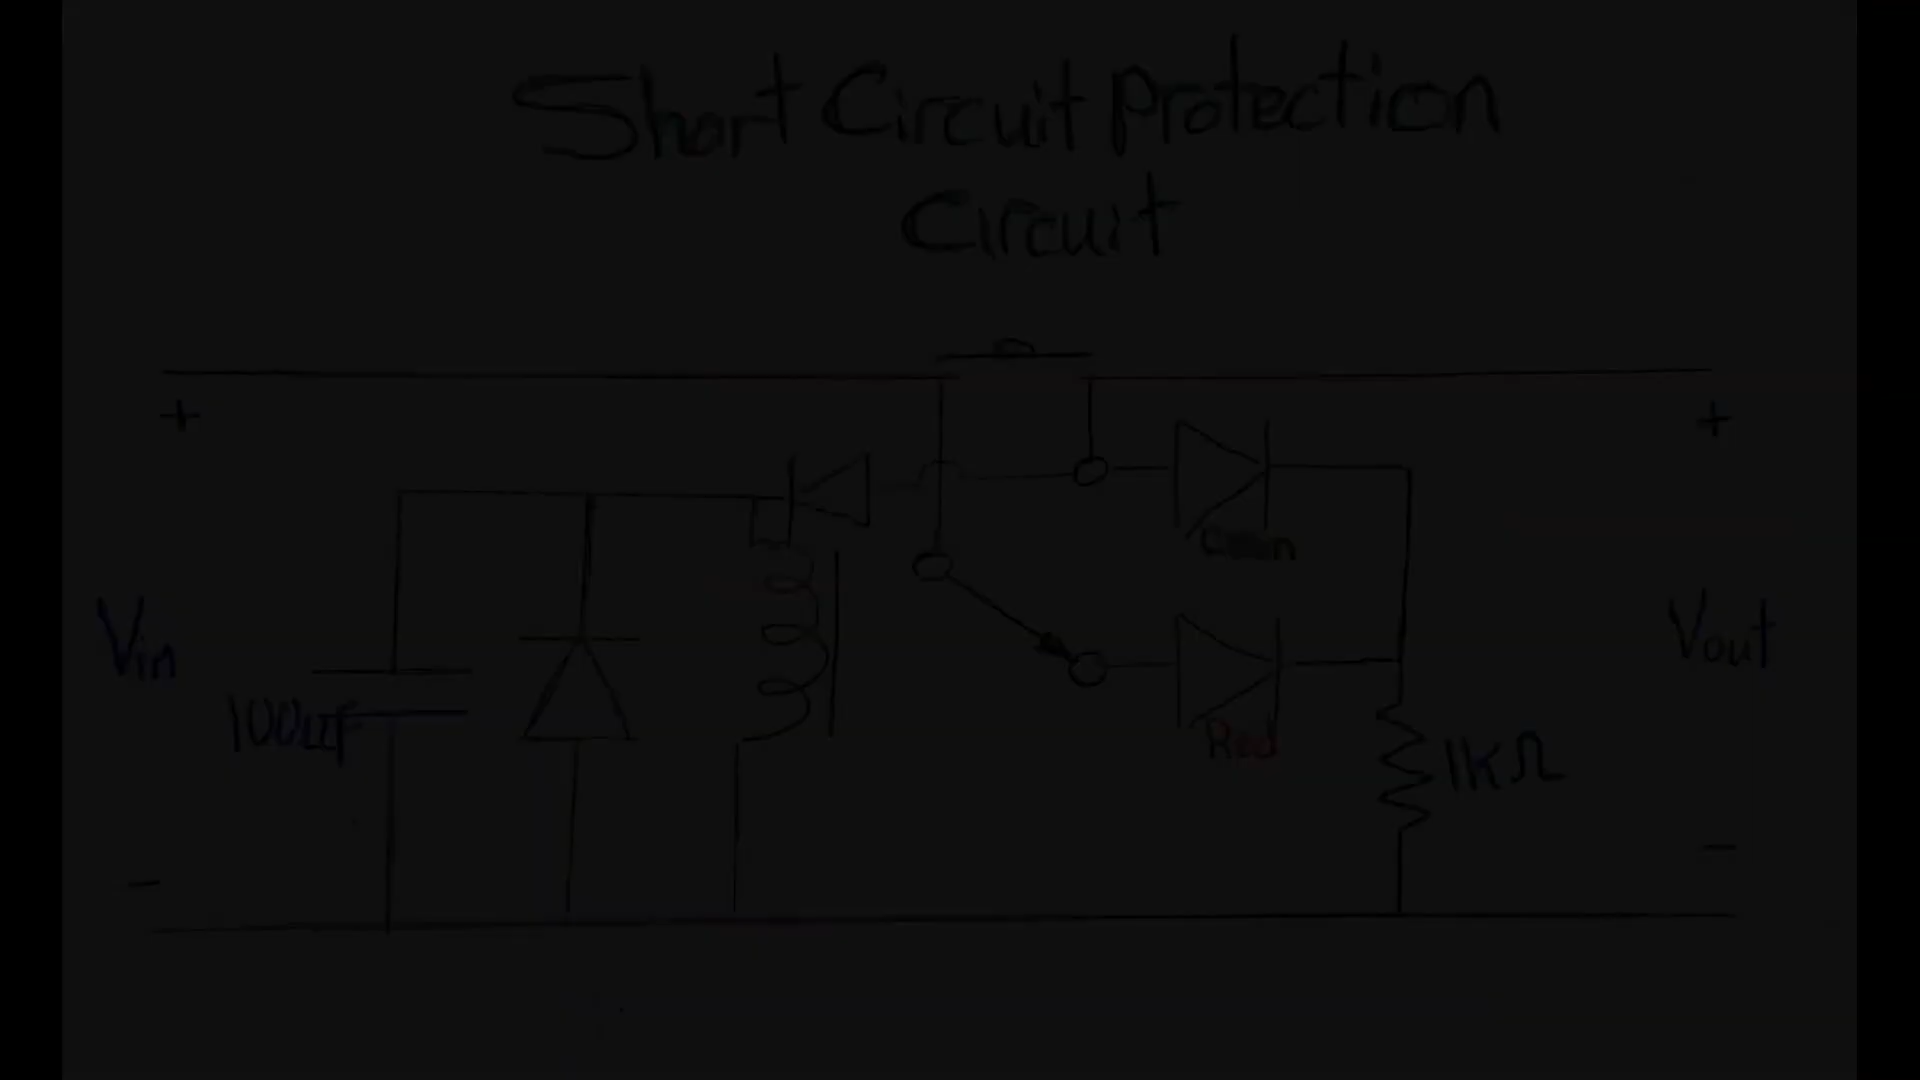 Short Circuit Protection
Circuit
+
+
Vin
100uF
Green
Red
Vout
1KΩ
-
-